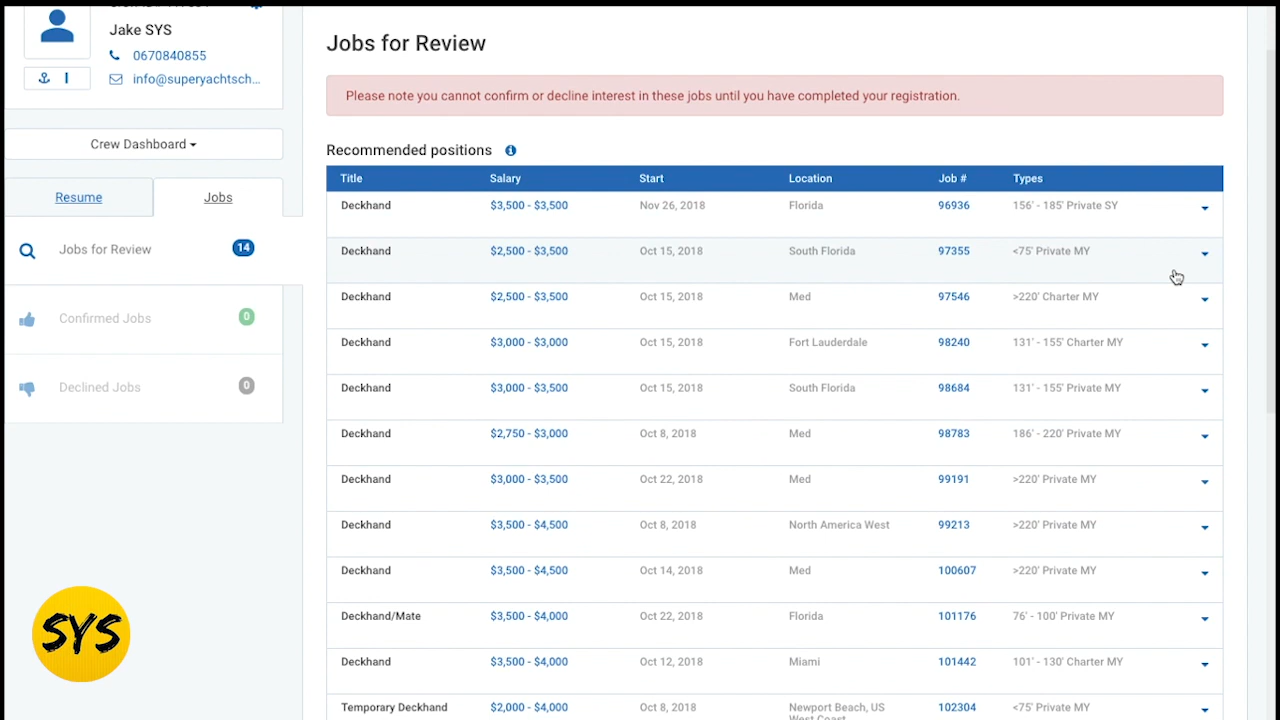 Jake SYS
0670840855
info@superyachtsch...
Crew Dashboard
Resume
Jobs
Jobs for Review
14
Confirmed Jobs
0
Declined Jobs
0
SYS
Jobs for Review
Please note you cannot confirm or decline interest in these jobs until you have completed your registration.
Recommended positions
Title Salary Start Location Job # Types
Deckhand $3,500 - $3,500 Nov 26, 2018 Florida 96936 156' - 185' Private SY
Deckhand $2,500 - $3,500 Oct 15, 2018 South Florida 97355 <75' Private MY
Deckhand $2,500 - $3,500 Oct 15, 2018 Med 97546 >220' Charter MY
Deckhand $3,000 - $3,000 Oct 15, 2018 Fort Lauderdale 98240 131' - 155' Charter MY
Deckhand $3,000 - $3,500 Oct 15, 2018 South Florida 98684 131' - 155' Private MY
Deckhand $2,750 - $3,000 Oct 8, 2018 Med 98783 186' - 220' Private MY
Deckhand $3,000 - $3,500 Oct 22, 2018 Med 99191 >220' Private MY
Deckhand $3,500 - $4,500 Oct 8, 2018 North America West 99213 >220' Private MY
Deckhand $3,500 - $4,500 Oct 14, 2018 Med 100607 >220' Private MY
Deckhand/Mate $3,500 - $4,000 Oct 22, 2018 Florida 101176 76' - 100' Private MY
Deckhand $3,500 - $4,000 Oct 12, 2018 Miami 101442 101' - 130' Charter MY
Temporary Deckhand $2,000 - $4,000 Oct 8, 2018 Newport Beach, US 102304 <75' Private MY
West Coast